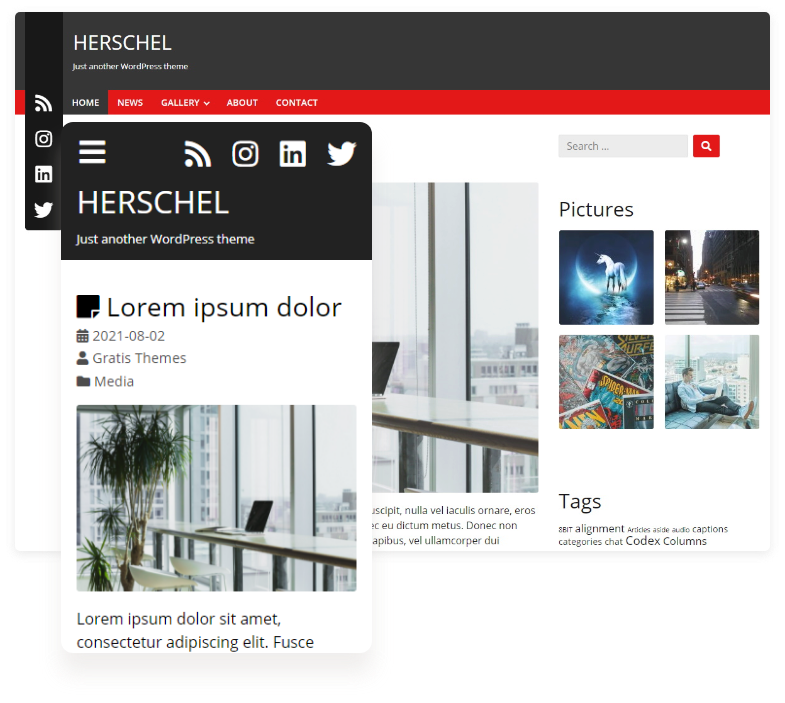 HERSCHEL
Just another WordPress theme
HOME NEWS GALLERY ABOUT CONTACT
Search ...
HERSCHEL
Just another WordPress theme
Lorem ipsum dolor
2021-08-02
Gratis Themes
Media
Lorem ipsum dolor sit amet,
consectetur adipiscing elit. Fusce
uscipit, nulla vel iaculis ornare, eros
ec eu dictum metus. Donec non
apibus, vel ullamcorper dui
Pictures
SPIDER-MAN
Tags
8BIT alignment Articles aside audio captions
categories chat Codex Columns